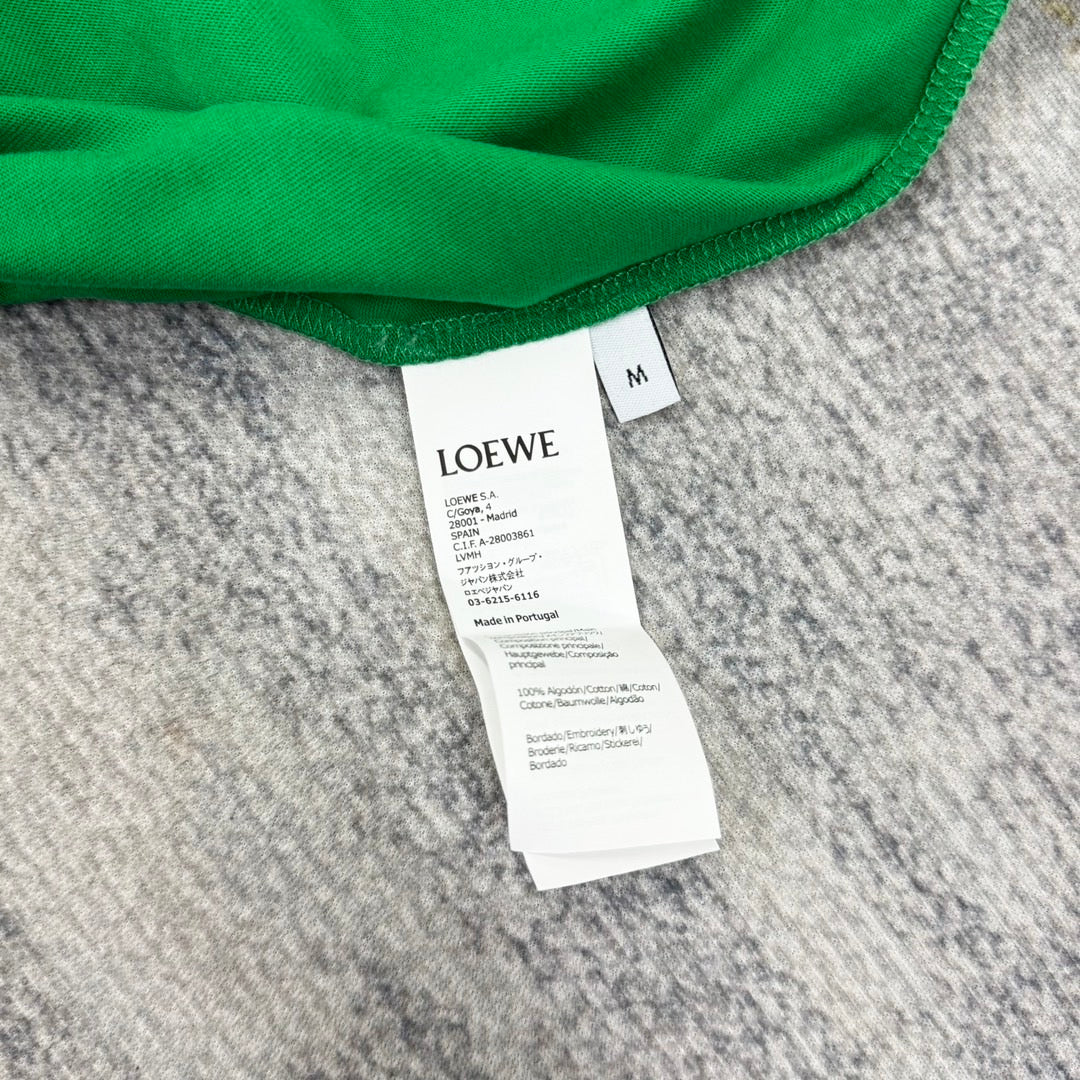 M
LOEWE
LOEWE S.A.
C/Goya, 4
28001 - Madrid
SPAIN
C.I.F. A-28003861
LVMH
ファッション・グループ・
ジャパン株式会社
ロエベジャパン
03-6215-6116
Made in Portugal
Composizione principale/
Hauptgewebe/Composição
principal
100% Algodón/Cotton/綿/Coton/
Cotone/Baumwolle/Algodão
Bordado/Embroidery/刺しゆう/
Broderie/Ricamo/Stickerei/
Bordado